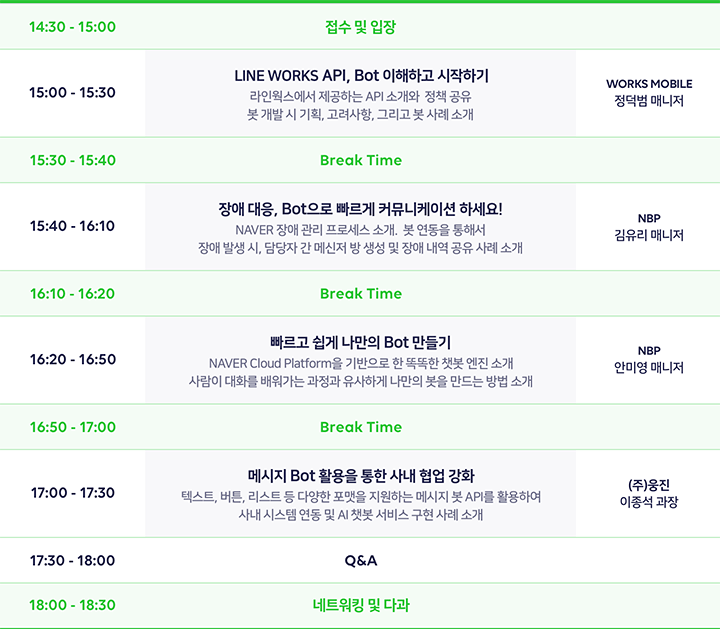 14:30 - 15:00
접수 및 입장
15:00 - 15:30
LINE WORKS API, Bot 이해하고 시작하기
라인웍스에서 제공하는 API 소개와 정책 공유
봇 개발 시 기획, 고려사항, 그리고 봇 사례 소개
WORKS MOBILE
정덕범 매니저
15:30 - 15:40
Break Time
15:40 - 16:10
장애 대응, Bot으로 빠르게 커뮤니케이션 하세요!
NAVER 장애 관리 프로세스 소개. 봇 연동을 통해서
장애 발생 시, 담당자 간 메신저 방 생성 및 장애 내역 공유 사례 소개
NBP
김유리 매니저
16:10 - 16:20
Break Time
16:20 - 16:50
빠르고 쉽게 나만의 Bot 만들기
NAVER Cloud Platform을 기반으로 한 똑똑한 챗봇 엔진 소개
사람이 대화를 배워가는 과정과 유사하게 나만의 봇을 만드는 방법 소개
NBP
안미영 매니저
16:50 - 17:00
Break Time
17:00 - 17:30
메시지 Bot 활용을 통한 사내 협업 강화
텍스트, 버튼, 리스트 등 다양한 포맷을 지원하는 메시지 봇 API를 활용하여
사내 시스템 연동 및 AI 챗봇 서비스 구현 사례 소개
(주)웅진
이종석 과장
17:30 - 18:00
Q&A
18:00 - 18:30
네트워킹 및 다과